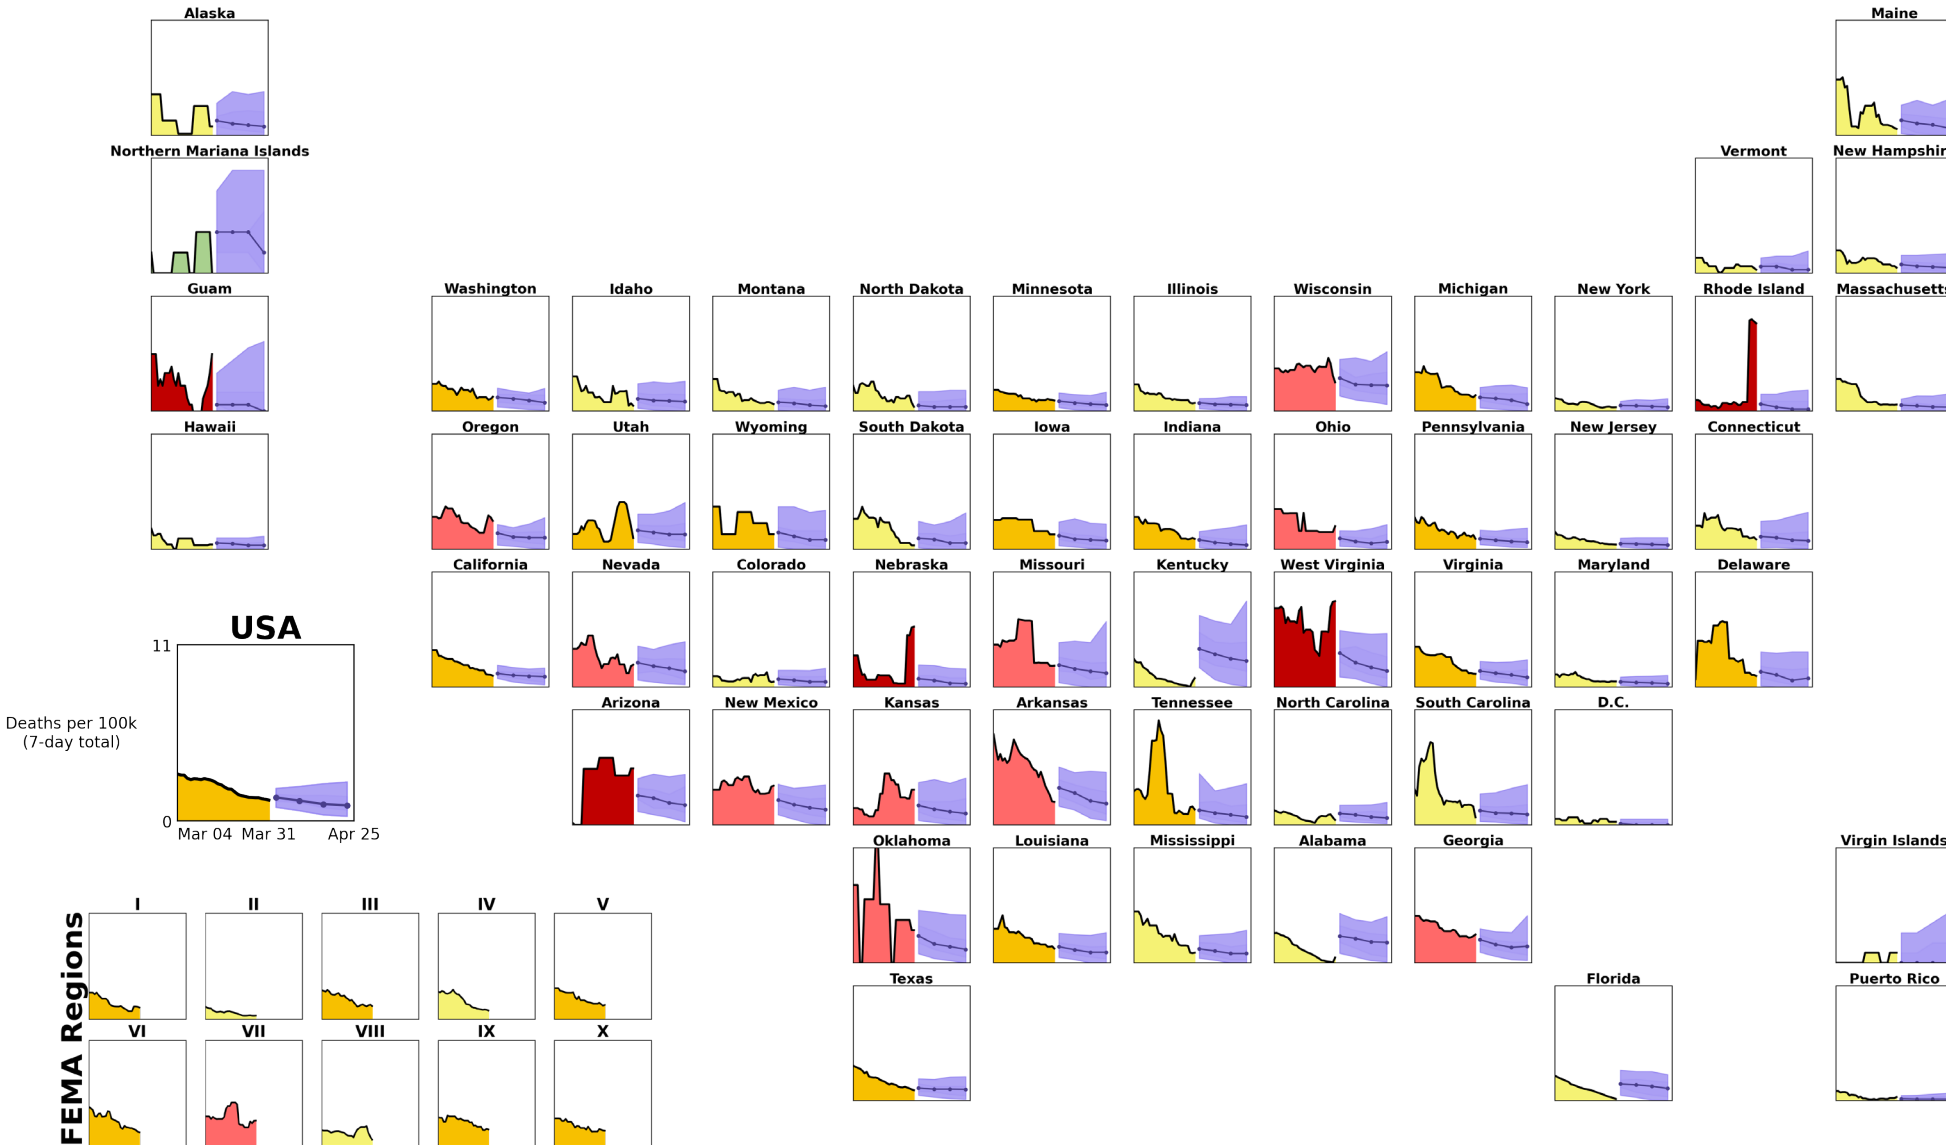 Alaska
Maine
Northern Mariana Islands
Vermont
New Hampshir
Guam
Washington
Idaho
Montana
North Dakota
Minnesota
Illinois
Wisconsin
Michigan
New York
Rhode Island
Massachusetts
Hawaii
Oregon
Utah
Wyoming
South Dakota
Iowa
Indiana
Ohio
Pennsylvania
New Jersey
Connecticut
California
Nevada
Colorado
Nebraska
Missouri
Kentucky
West Virginia
Virginia
Maryland
Delaware
USA
11
Deaths per 100k
(7-day total)
0
Mar 04
Mar 31
Apr 25
Arizona
New Mexico
Kansas
Arkansas
Tennessee
North Carolina
South Carolina
D.C.
Oklahoma
Louisiana
Mississippi
Alabama
Georgia
Virgin Islands
Texas
Florida
Puerto Rico
FEMA Regions
I
II
III
IV
V
VI
VII
VIII
IX
X